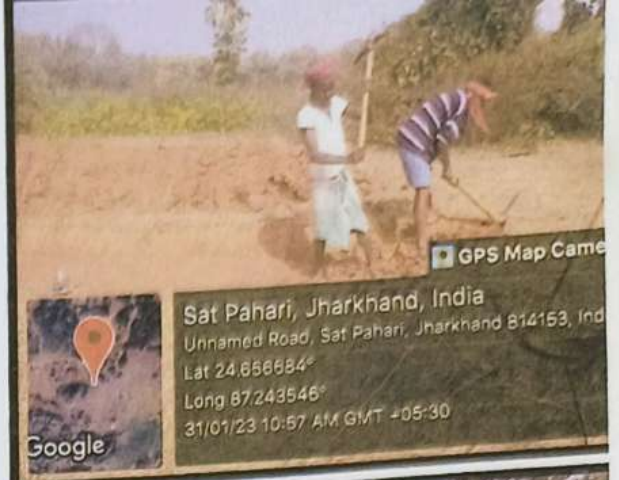 GPS Map Came
Sat Pahari, Jharkhand, India
Unnamed Road, Sat Pahari, Jharkhand 814153, Ind
Lat 24.656684°
Long 87.243546°
31/01/23 10:57 AM GMT +05:30
Google